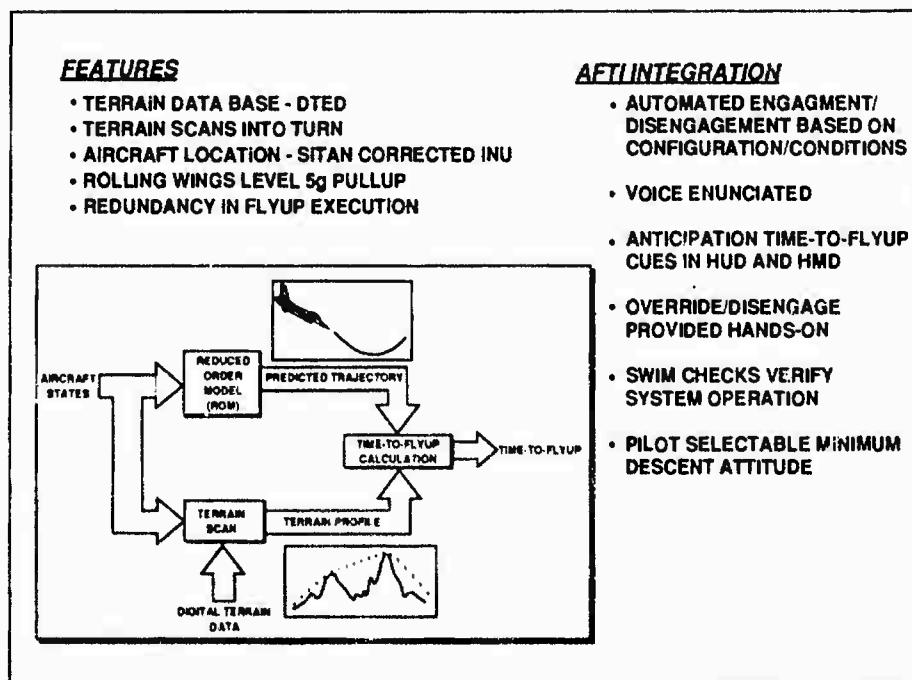 FEATURES
• TERRAIN DATA BASE - DTED
• TERRAIN SCANS INTO TURN
• AIRCRAFT LOCATION - SITAN CORRECTED INU
• ROLLING WINGS LEVEL 5g PULLUP
• REDUNDANCY IN FLYUP EXECUTION
AFTI INTEGRATION
• AUTOMATED ENGAGMENT/
DISENGAGEMENT BASED ON
CONFIGURATION/CONDITIONS
• VOICE ENUNCIATED
• ANTICIPATION TIME-TO-FLYUP
CUES IN HUD AND HMD
• OVERRIDE/DISENGAGE
PROVIDED HANDS-ON
• SWIM CHECKS VERIFY
SYSTEM OPERATION
• PILOT SELECTABLE MINIMUM
DESCENT ATTITUDE
AIRCRAFT
STATES
REDUCED
ORDER
MODEL
(ROM)
PREDICTED TRAJECTORY
TIME-TO-FLYUP
CALCULATION
TIME-TO-FLYUP
TERRAIN
SCAN
TERRAIN PROFILE
DIGITAL TERRAIN
DATA